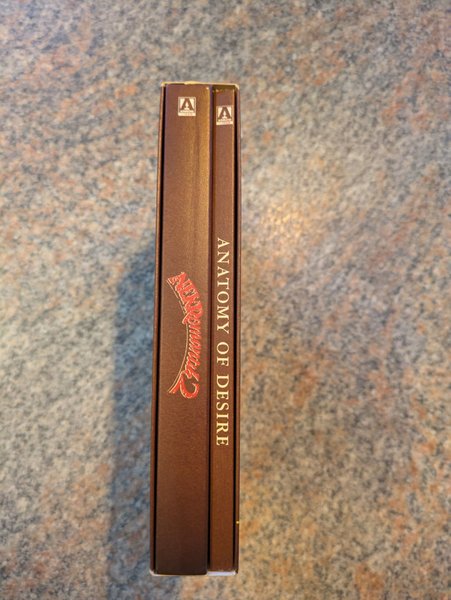 A
NEKRomantik 2
A
ANATOMY OF DESIRE